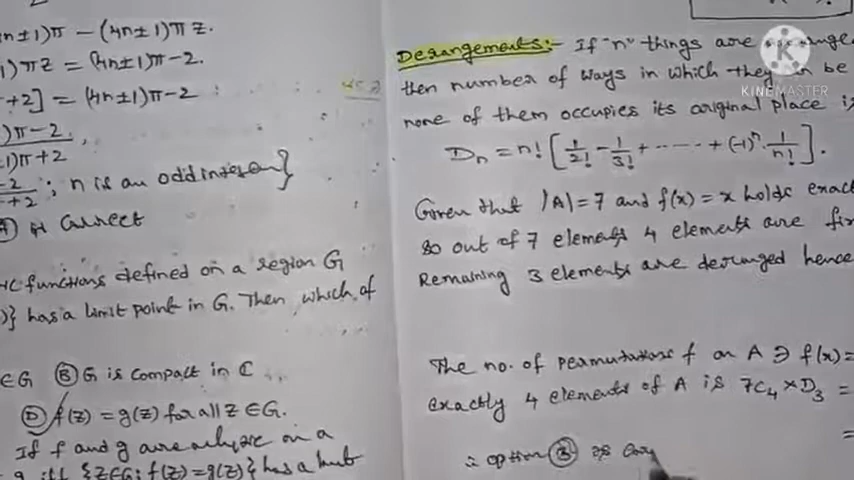 n±1)π - (4n±1)πz.
1)πz = (4n±1)π-2.
+2] = (4n±1)π-2
)π-2
1)π+2
-2
+2 ; n is an odd integer}
Ⓐ is Correct
functions defined on a region G
)} has a limit point in G. Then which of
∈G Ⓑ G is compact in C
Ⓓ f(z) = g(z) for all z ∈ G.
If f and g are analytic on a
g iff {z∈G: f(z)=g(z)} has a limit
KINEMASTER
Derangements:- If "n" things are
then number of ways in which they can be
none of them occupies its original place is
Dn = n! [1/2! - 1/3! + ...... + (-1)^n . 1/n!].
Given that |A|=7 and f(x)=x holds exact
so out of 7 elements 4 elements are fix
Remaining 3 elements are deranged hence
The no. of permutations f on A ∋ f(x)=
exactly 4 elements of A is 7C4 × D3 =
=
∴ option Ⓑ is